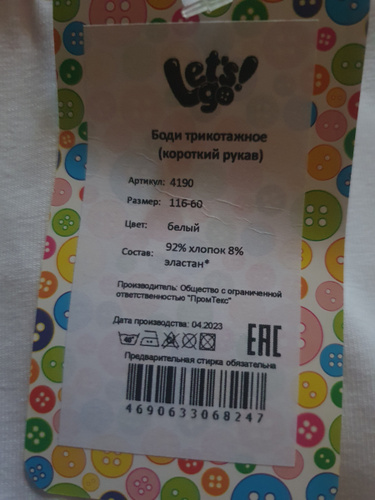 Let's go!
Боди трикотажное
(короткий рукав)
Артикул: 4190
Размер: 116-60
Цвет: белый
Состав: 92% хлопок 8%
эластан*
Производитель: Общество с ограниченной
ответственностью "ПромТекс"
Дата производства: 04.2023
EAC
Предварительная стирка обязательна
4690633068247